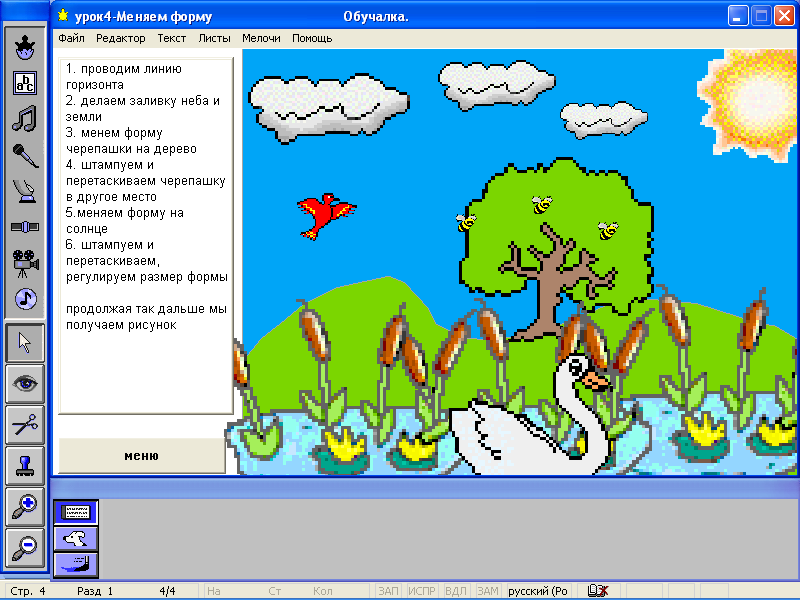 урок4-Меняем форму
Обучалка.
Файл Редактор Текст Листы Мелочи Помощь
a b c
1. проводим линию
горизонта
2. делаем заливку неба и
земли
3. менем форму
черепашки на дерево
4. штампуем и
перетаскиваем черепашку
в другое место
5.меняем форму на
солнце
6. штампуем и
перетаскиваем,
регулируем размер формы
продолжая так дальше мы
получаем рисунок
меню
Стр. 4 Разд 1 4/4 На Ст Кол ЗАП ИСПР ВДЛ ЗАМ русский (Ро